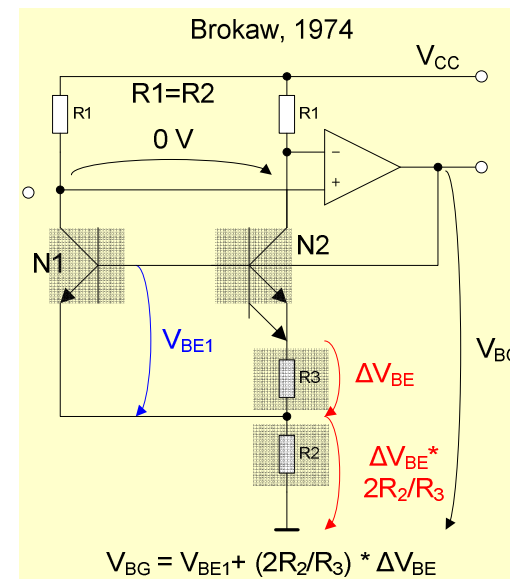 Brokaw, 1974
VCC
R1=R2
R1
R1
0 V
−
+
N1
N2
VBE1
R3
ΔVBE
R2
ΔVBE*
2R2/R3
VBG = VBE1+ (2R2/R3) * ΔVBE